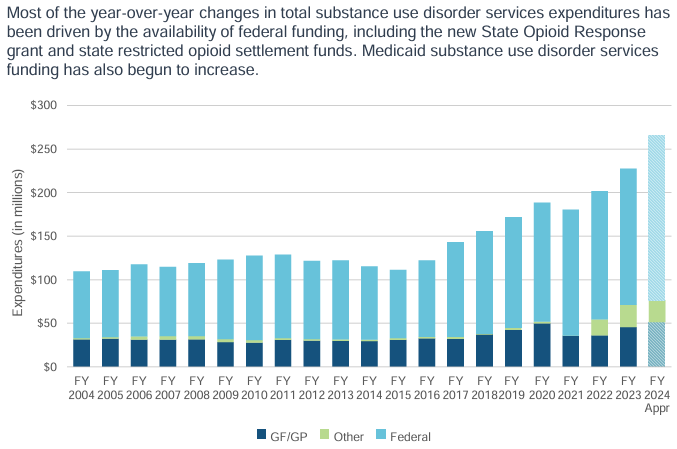 Most of the year-over-year changes in total substance use disorder services expenditures has
been driven by the availability of federal funding, including the new State Opioid Response
grant and state restricted opioid settlement funds. Medicaid substance use disorder services
funding has also begun to increase.
$300
$250
$200
$150
$100
$50
$0
Expenditures (in millions)
FY FY FY FY FY FY FY FY FY FY FY FY FY FY FY FY FY FY FY FY FY
2004 2005 2006 2007 2008 2009 2010 2011 2012 2013 2014 2015 2016 2017 2018 2019 2020 2021 2022 2023 2024
Appr
GF/GP Other Federal